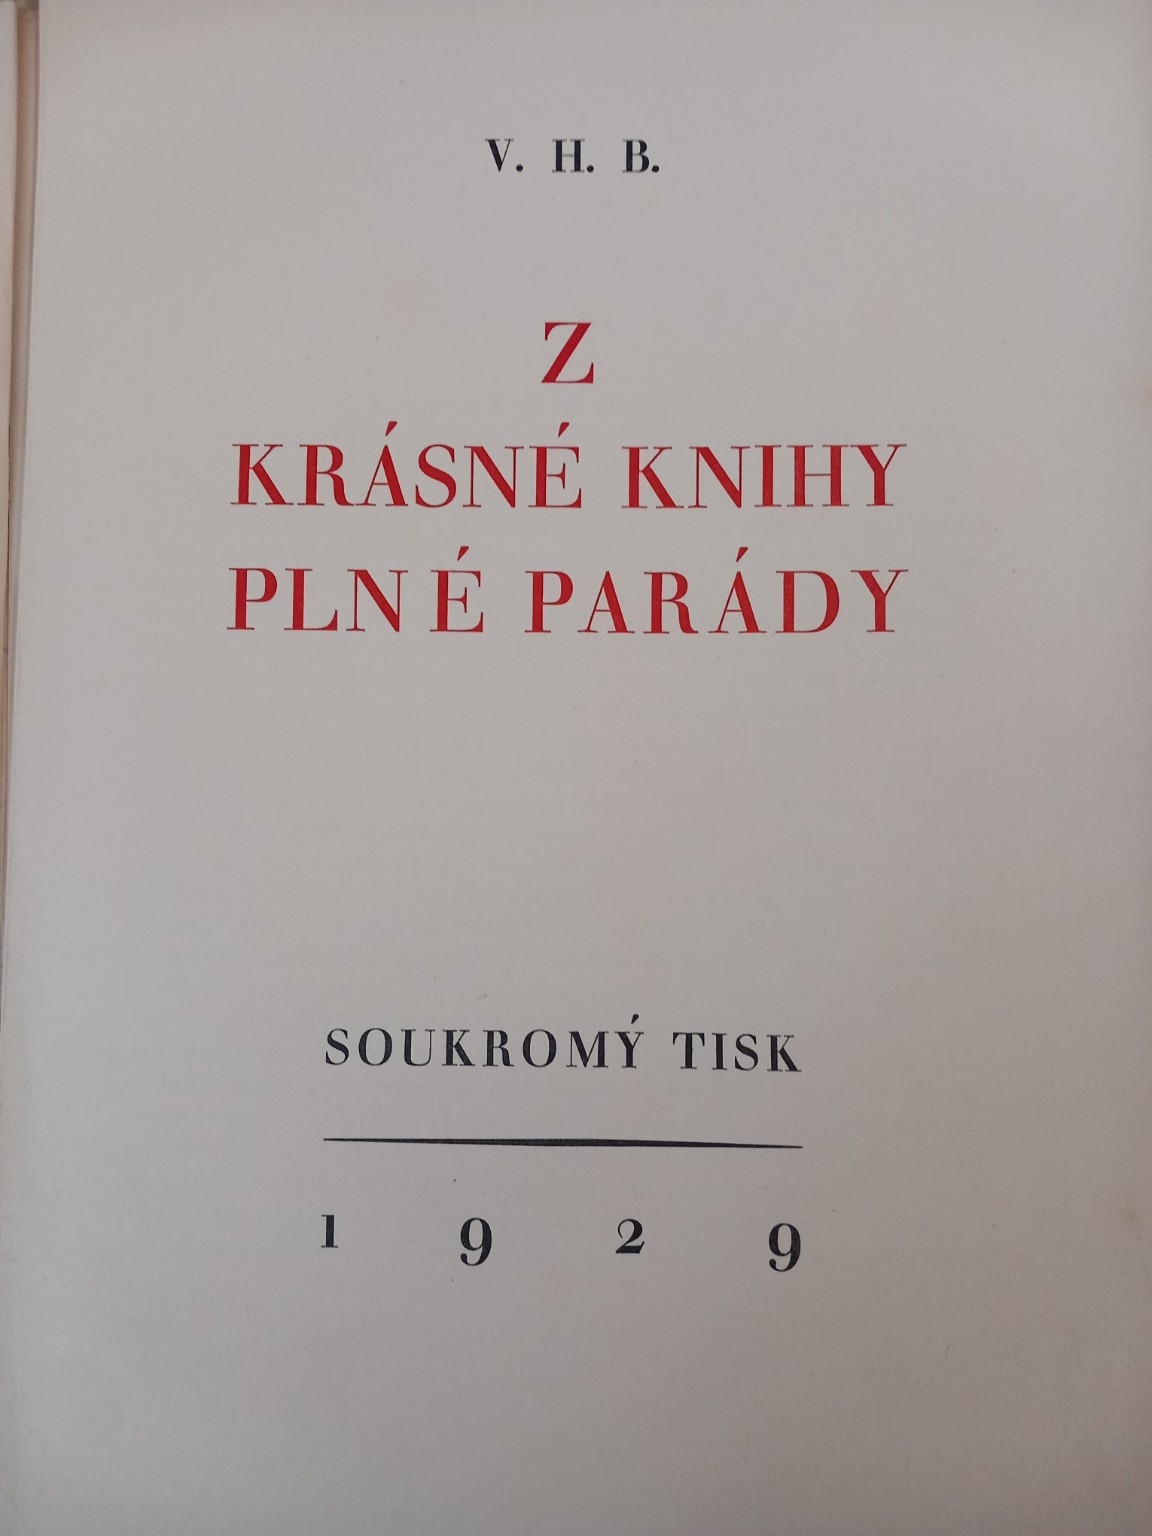 V. H. B.
Z
KRÁSNÉ KNIHY
PLNÉ PARÁDY
SOUKROMÝ TISK
1 9 2 9